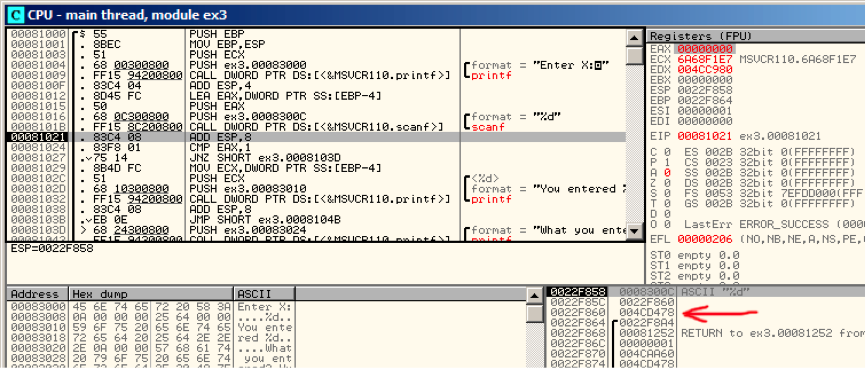 CPU - main thread, module ex3
00081000 $ 55 PUSH EBP
00081001 . 8BEC MOV EBP,ESP
00081003 . 51 PUSH ECX
00081004 . 68 00300800 PUSH ex3.00083000 format = "Enter X:
00081009 . FF15 94200800 CALL DWORD PTR DS:[<&MSVCR110.printf>] printf
0008100F . 83C4 04 ADD ESP,4
00081012 . 8D45 FC LEA EAX,DWORD PTR SS:[EBP-4]
00081015 . 50 PUSH EAX
00081016 . 68 0C300800 PUSH ex3.0008300C format = "%d"
0008101B . FF15 8C200800 CALL DWORD PTR DS:[<&MSVCR110.scanf>] scanf
00081021 . 83C4 08 ADD ESP,8
00081024 . 83F8 01 CMP EAX,1
00081027 . 75 14 JNZ SHORT ex3.0008103D
00081029 . 8B4D FC MOV ECX,DWORD PTR SS:[EBP-4]
0008102C . 51 PUSH ECX <%d>
0008102D . 68 10300800 PUSH ex3.00083010 format = "You entered
00081032 . FF15 94200800 CALL DWORD PTR DS:[<&MSVCR110.printf>] printf
00081038 . 83C4 08 ADD ESP,8
0008103B . EB 0E JMP SHORT ex3.0008104B
0008103D > 68 24300800 PUSH ex3.00083024 format = "What you ente
ESP=0022F858
Registers (FPU)
EAX 00000000
ECX 6A68F1E7 MSVCR110.6A68F1E7
EDX 004CC980
EBX 00000000
ESP 0022F858
EBP 0022F864
ESI 00000001
EDI 00000000
EIP 00081021 ex3.00081021
C 0 ES 002B 32bit 0(FFFFFFFF)
P 1 CS 0023 32bit 0(FFFFFFFF)
A 0 SS 002B 32bit 0(FFFFFFFF)
Z 0 DS 002B 32bit 0(FFFFFFFF)
S 0 FS 0053 32bit 7EFDD000(FFF
T 0 GS 002B 32bit 0(FFFFFFFF)
D 0
O 0 LastErr ERROR_SUCCESS (0000
EFL 00000206 (NO,NB,NE,A,NS,PE,
ST0 empty 0.0
ST1 empty 0.0
ST2 empty 0.0
Address Hex dump ASCII
00083000 45 6E 74 65 72 20 58 3A Enter X:
00083008 0A 00 00 00 25 64 00 00 ....%d..
00083010 59 6F 75 20 65 6E 74 65 You ente
00083018 72 65 64 20 25 64 2E 2E red %d..
00083020 2E 0A 00 00 57 68 61 74 ....What
00083028 20 79 6F 75 20 65 6E 74 you ent
0022F858 0008300C ASCII "%d"
0022F85C 0022F860
0022F860 004CD478
0022F864 0022F8A4
0022F868 00081252 RETURN to ex3.00081252 from
0022F86C 00000001
0022F870 004CAA60
0022F874 004CD478